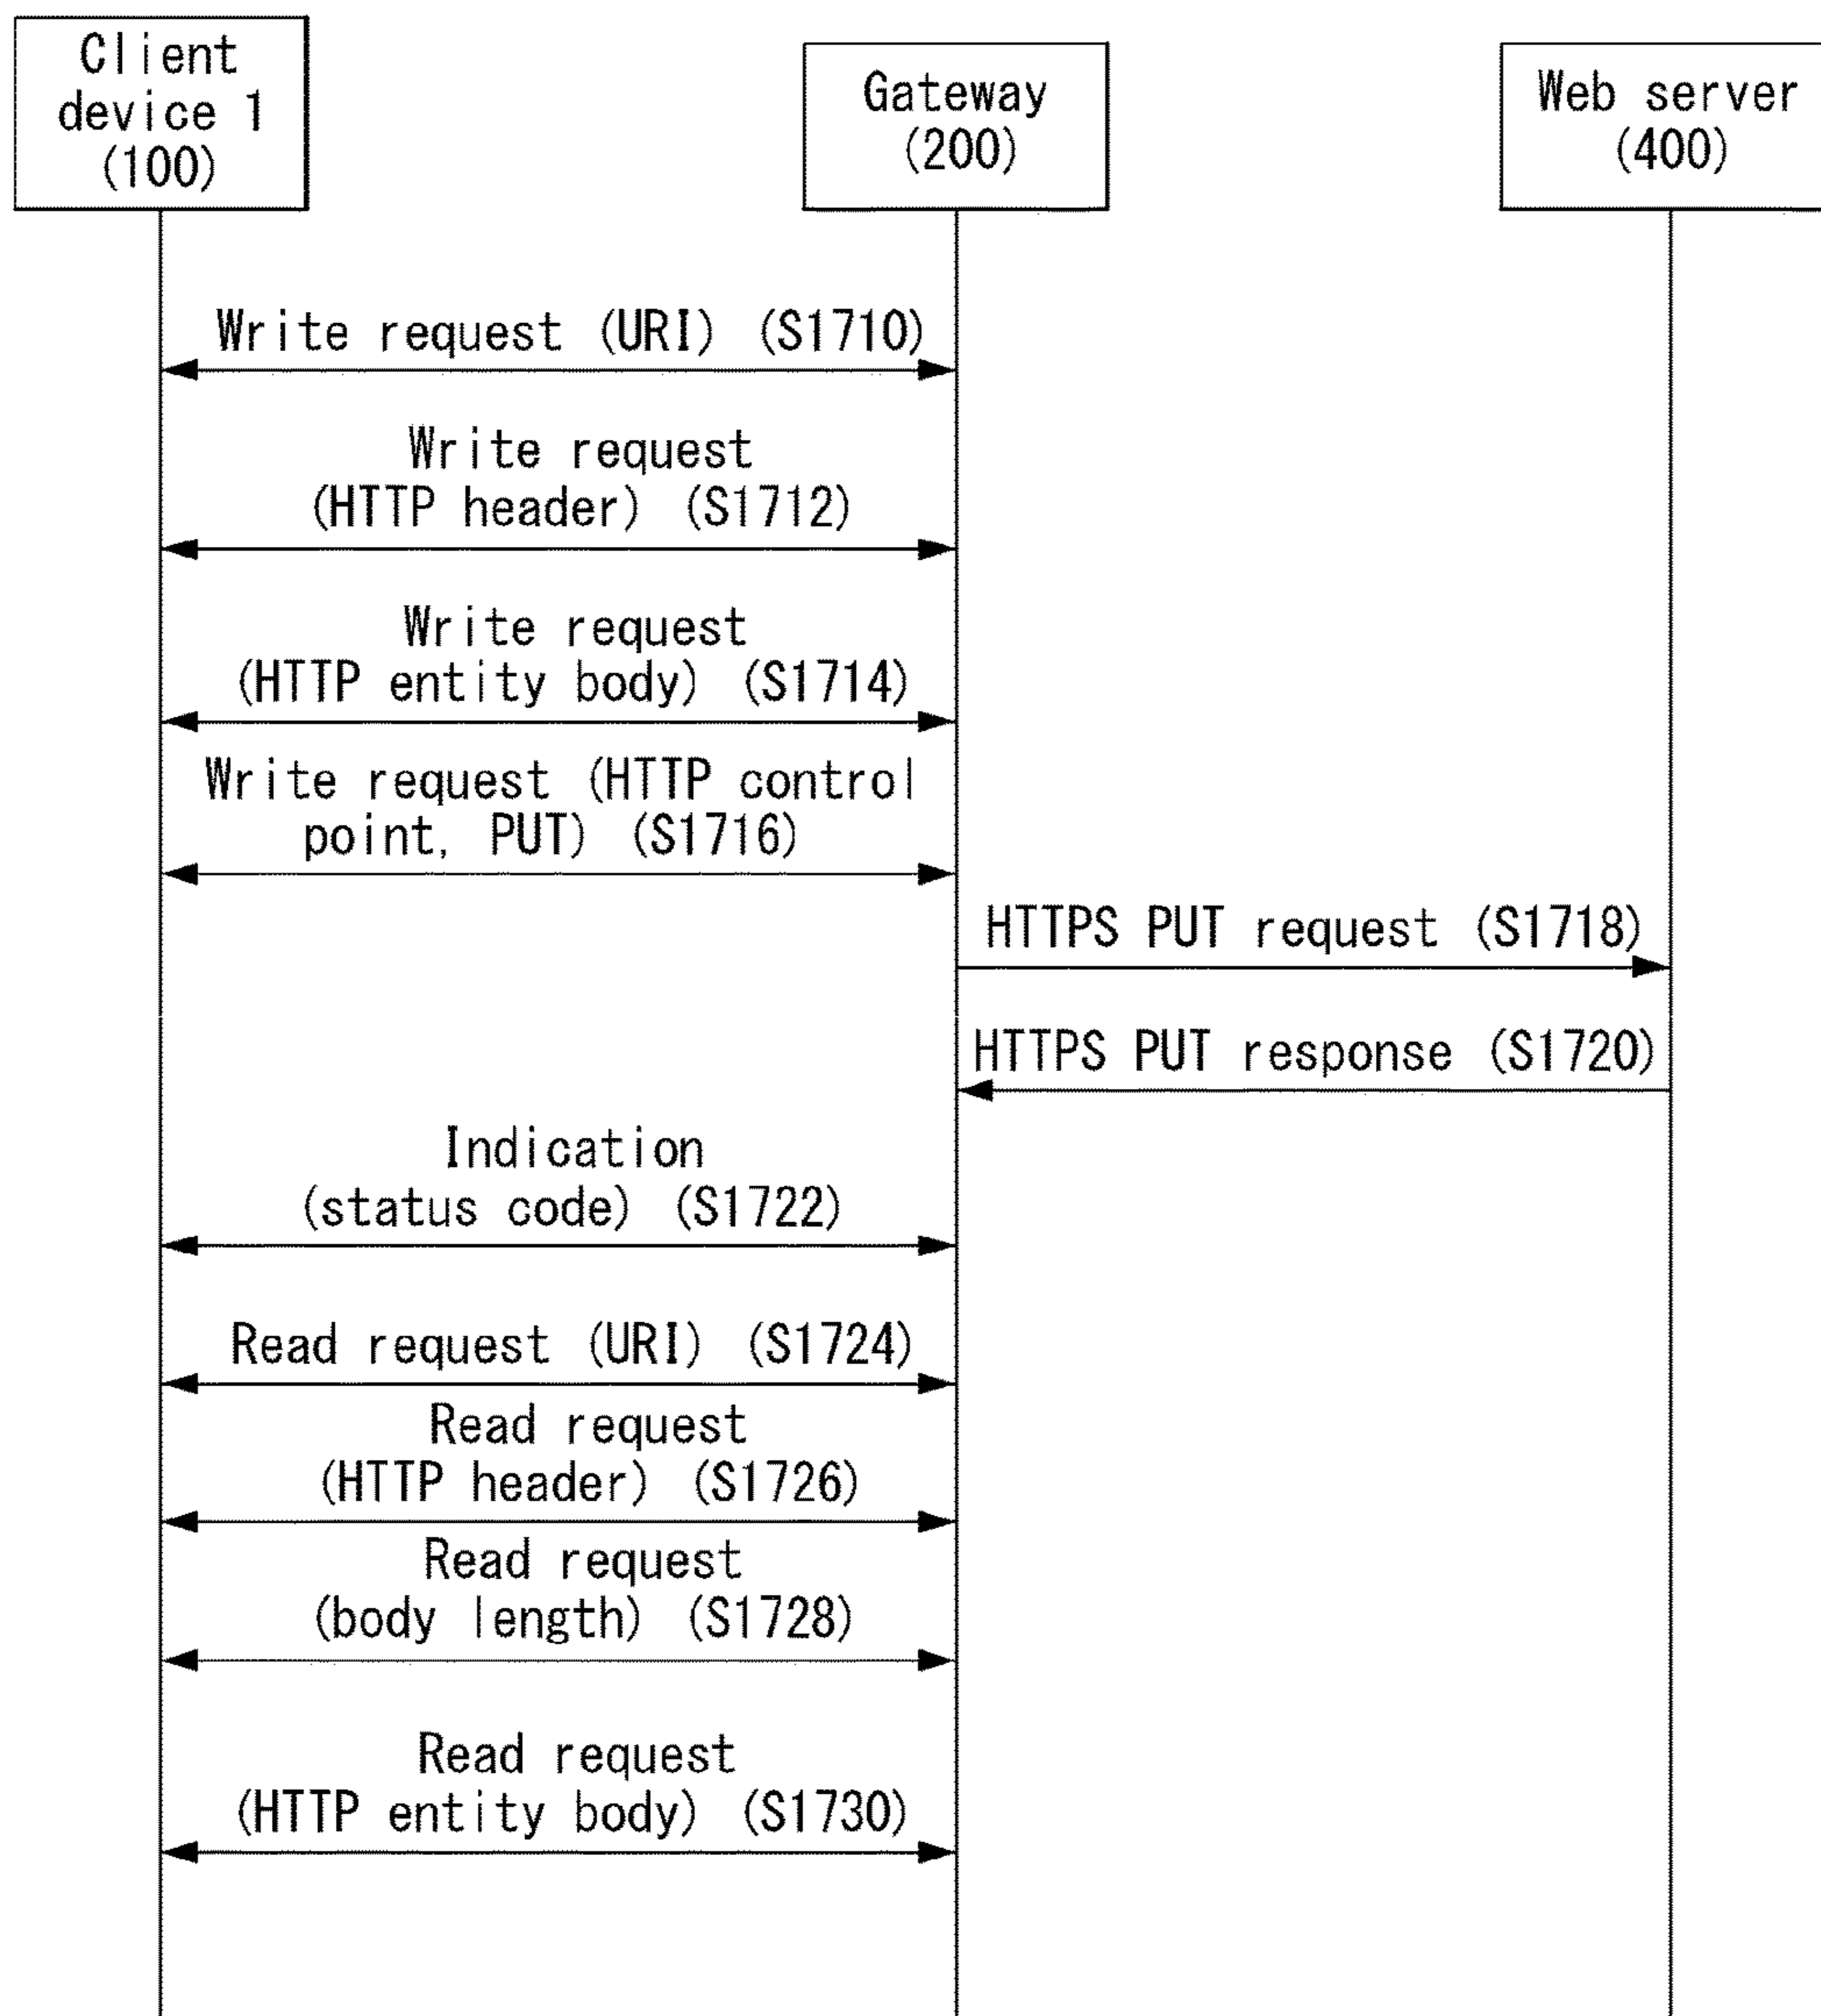 Client
device 1
(100)
Gateway
(200)
Web server
(400)
Write request (URI) (S1710)
Write request
(HTTP header) (S1712)
Write request
(HTTP entity body) (S1714)
Write request (HTTP control
point, PUT) (S1716)
HTTPS PUT request (S1718)
HTTPS PUT response (S1720)
Indication
(status code) (S1722)
Read request (URI) (S1724)
Read request
(HTTP header) (S1726)
Read request
(body length) (S1728)
Read request
(HTTP entity body) (S1730)